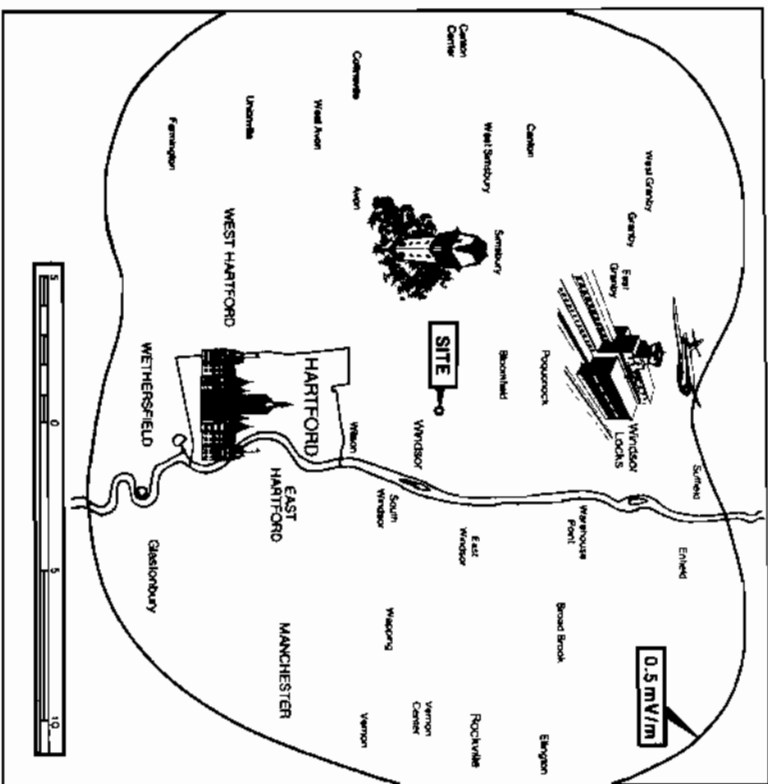 Suffield
Enfield
West Granby
0.5 mV/m
Granby
East
Granby
Windsor
Locks
Warehouse
Point
Broad Brook
Poquonock
Ellington
Canton
Bloomfield
Simsbury
West Simsbury
East
Windsor
Rockville
Canton
Center
SITE
Windsor
Vernon
Center
South
Windsor
Wapping
Vernon
Collinsville
Avon
Wilson
West Avon
HARTFORD
EAST
HARTFORD
MANCHESTER
Unionville
WEST HARTFORD
Farmington
Glastonbury
WETHERSFIELD
5 0 5 10